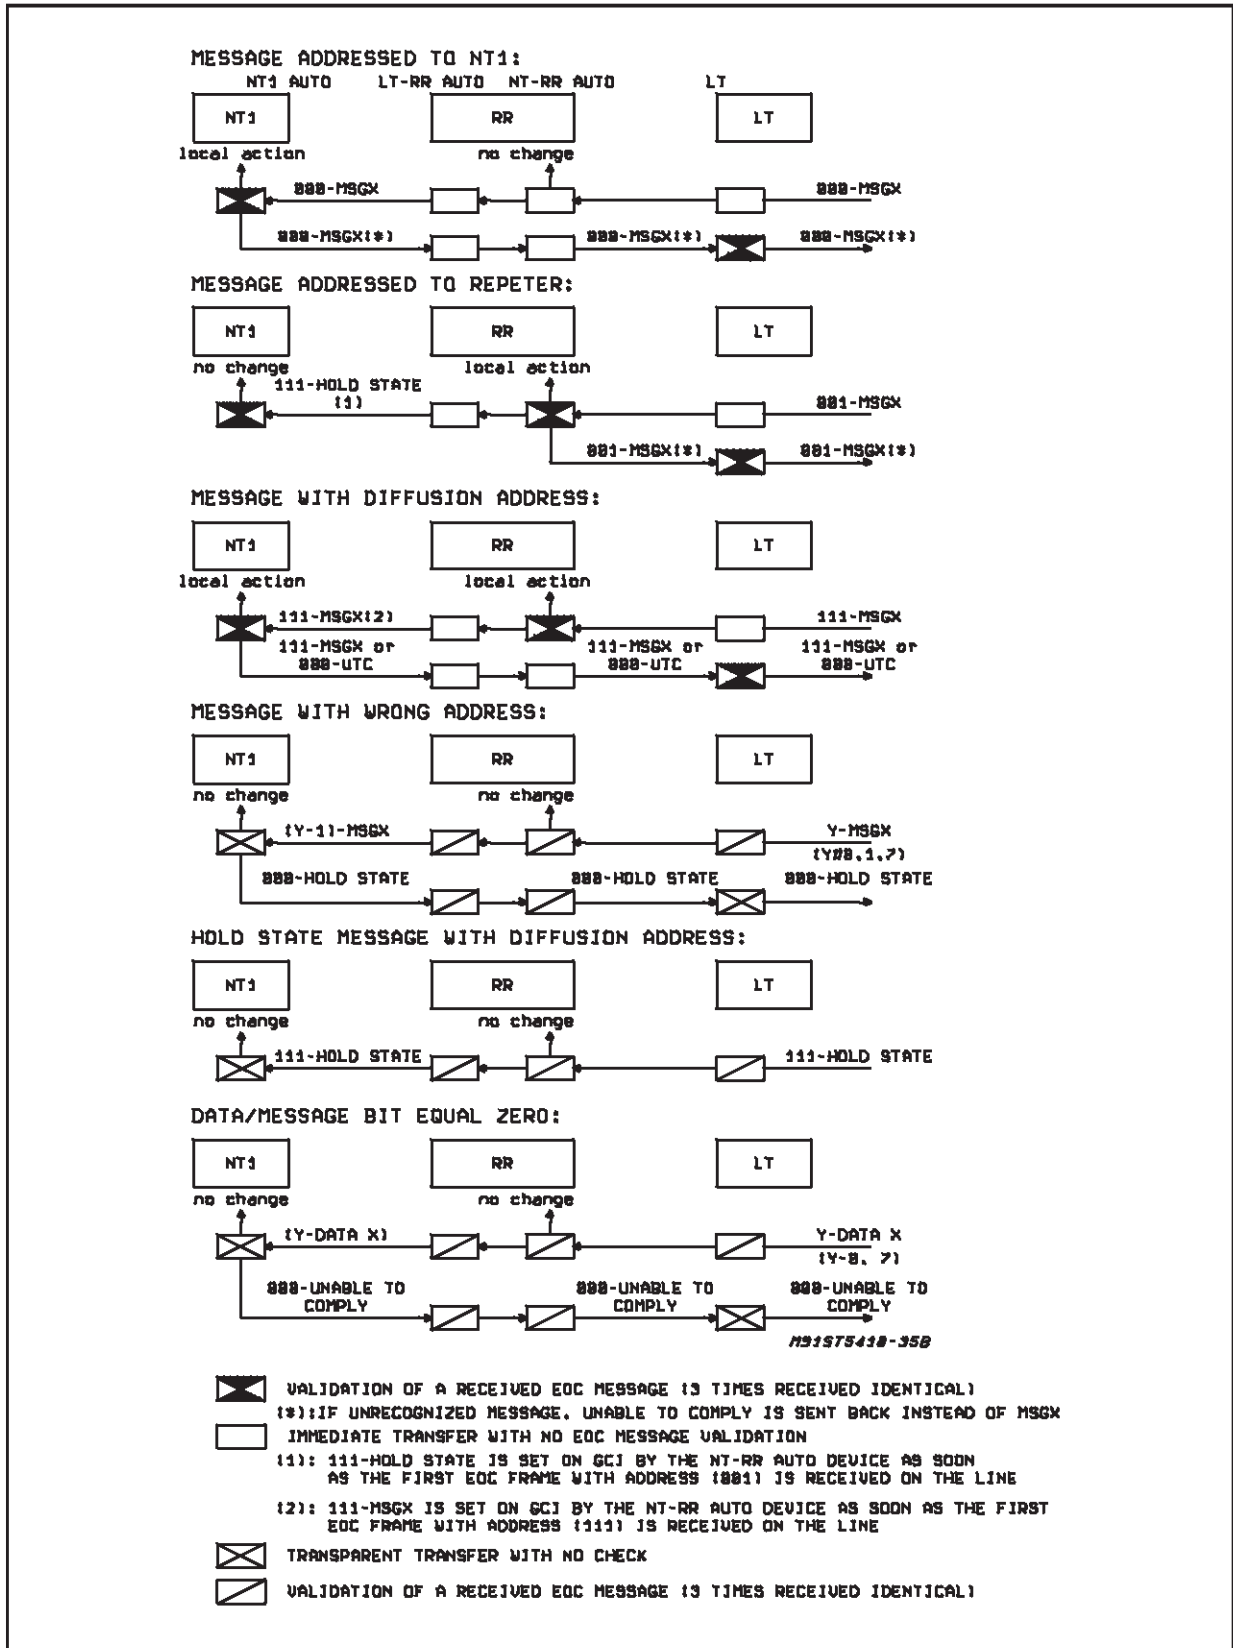 MESSAGE ADDRESSED TO NT1:
NT1 AUTO LT-RR AUTO NT-RR AUTO LT
NT1 RR LT
local action no change
000-MSGX 000-MSGX
000-MSGX(*) 000-MSGX(*) 000-MSGX(*)
MESSAGE ADDRESSED TO REPETER:
NT1 RR LT
no change local action
111-HOLD STATE
(1) 001-MSGX
001-MSGX(*) 001-MSGX(*)
MESSAGE WITH DIFFUSION ADDRESS:
NT1 RR LT
local action local action
111-MSGX(2) 111-MSGX
111-MSGX or 111-MSGX or 111-MSGX or
000-UTC 000-UTC 000-UTC
MESSAGE WITH WRONG ADDRESS:
NT1 RR LT
no change no change
(Y-1)-MSGX Y-MSGX
(Y#0,1,7)
000-HOLD STATE 000-HOLD STATE 000-HOLD STATE
HOLD STATE MESSAGE WITH DIFFUSION ADDRESS:
NT1 RR LT
no change no change
111-HOLD STATE 111-HOLD STATE
DATA/MESSAGE BIT EQUAL ZERO:
NT1 RR LT
no change no change
(Y-DATA X) Y-DATA X
(Y-0, 7)
000-UNABLE TO 000-UNABLE TO 000-UNABLE TO
COMPLY COMPLY COMPLY
M91ST5410-35B
VALIDATION OF A RECEIVED EOC MESSAGE (3 TIMES RECEIVED IDENTICAL)
(*):IF UNRECOGNIZED MESSAGE. UNABLE TO COMPLY IS SENT BACK INSTEAD OF MSGX
IMMEDIATE TRANSFER WITH NO EOC MESSAGE VALIDATION
(1): 111-HOLD STATE IS SET ON GCI BY THE NT-RR AUTO DEVICE AS SOON
AS THE FIRST EOC FRAME WITH ADDRESS (001) IS RECEIVED ON THE LINE
(2): 111-MSGX IS SET ON GCI BY THE NT-RR AUTO DEVICE AS SOON AS THE FIRST
EOC FRAME WITH ADDRESS (111) IS RECEIVED ON THE LINE
TRANSPARENT TRANSFER WITH NO CHECK
VALIDATION OF A RECEIVED EOC MESSAGE (3 TIMES RECEIVED IDENTICAL)